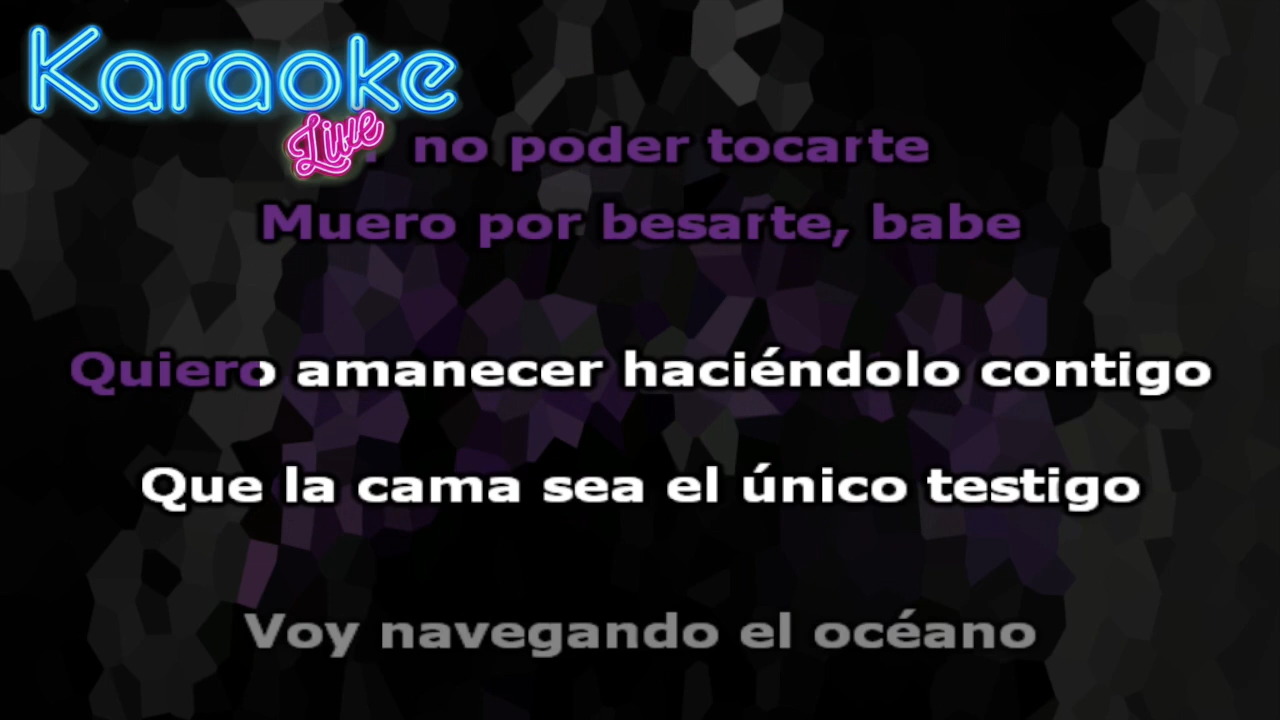 Karaoke
Live
no poder tocarte
Muero por besarte, babe
Quiero amanecer haciéndolo contigo
Que la cama sea el único testigo
Voy navegando el océano